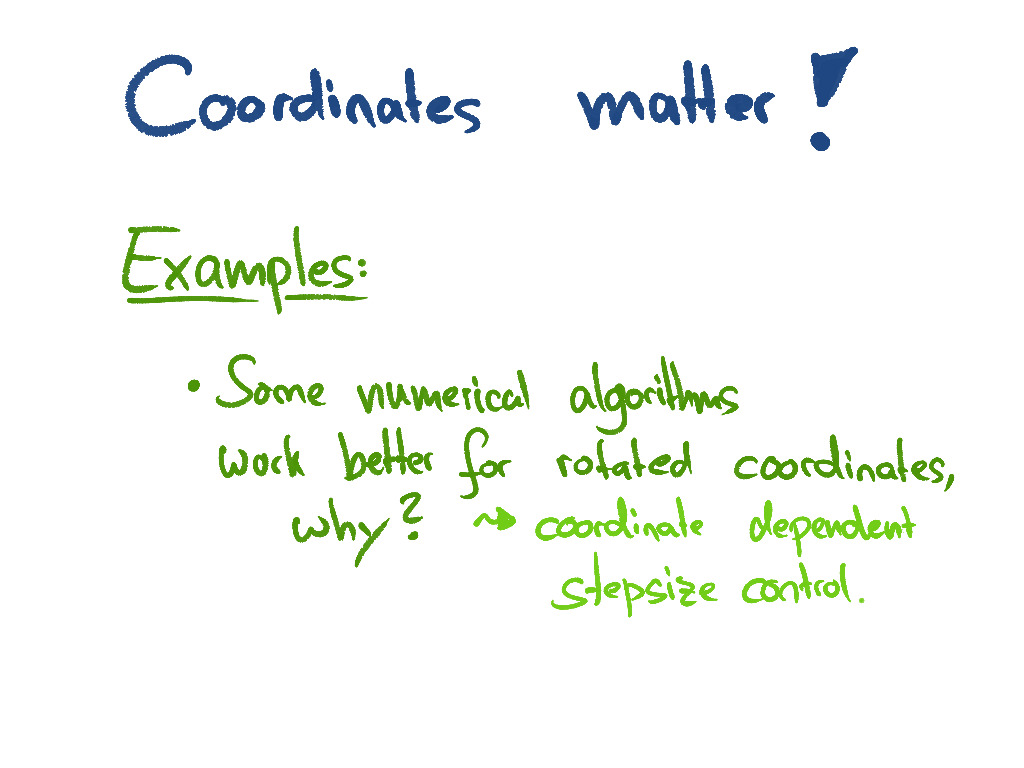 Coordinates matter!
Examples:
• Some numerical algorithms
work better for rotated coordinates,
why? ⇝ coordinate dependent
stepsize control.